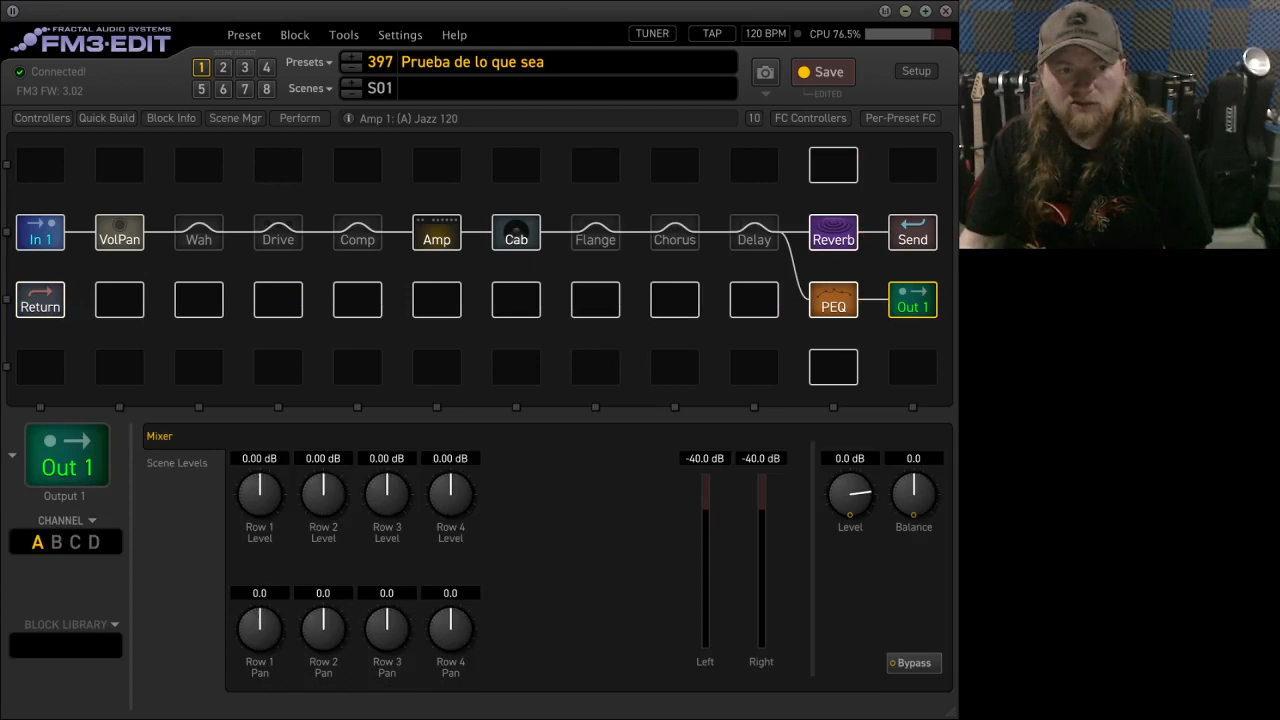 FRACTAL AUDIO SYSTEMS
FM3-EDIT
Preset Block Tools Settings Help
TUNER TAP 120 BPM CPU 76.5%
Connected!
FM3 FW: 3.02
SCENE SELECT
1 2 3 4
5 6 7 8
Presets
397 Prueba de lo que sea
Scenes
S01
Save
EDITED
Setup
Controllers Quick Build Block Info Scene Mgr Perform
Amp 1: (A) Jazz 120
10 FC Controllers Per-Preset FC
In 1 VolPan Wah Drive Comp Amp Cab Flange Chorus Delay Reverb Send
Return PEQ Out 1
Out 1
Output 1
CHANNEL
A B C D
BLOCK LIBRARY
Mixer
Scene Levels
0.00 dB 0.00 dB 0.00 dB 0.00 dB -40.0 dB -40.0 dB 0.0 dB 0.0
Row 1 Level
Row 2 Level
Row 3 Level
Row 4 Level
Level Balance
0.0 0.0 0.0 0.0
Row 1 Pan
Row 2 Pan
Row 3 Pan
Row 4 Pan
Left Right
Bypass